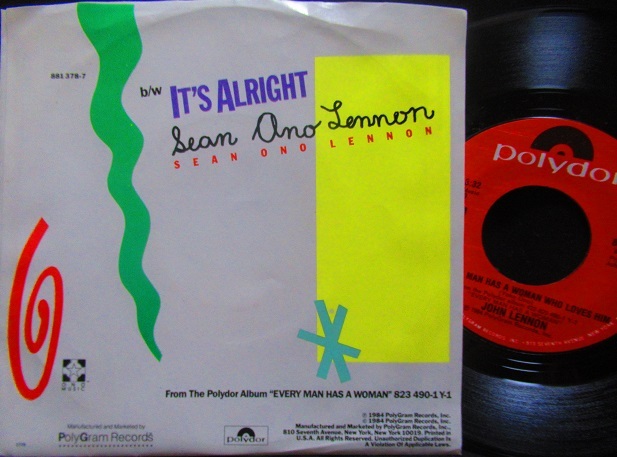 881 378-7
b/w IT'S ALRIGHT
Sean Ono Lennon
SEAN ONO LENNON
From The Polydor Album "EVERY MAN HAS A WOMAN" 823 490-1 Y-1
Manufactured and Marketed by
PolyGram Records
polydor
℗ 1984 PolyGram Records, Inc.
© 1984 PolyGram Records, Inc.
Manufactured and Marketed by PolyGram Records, Inc.
810 Seventh Avenue, New York, New York 10019. Printed in
U.S.A. All Rights Reserved. Unauthorized Duplication Is
A Violation Of Applicable Laws.
MUSIC
polydor
MAN HAS A WOMAN WHO LOVES HIM
JOHN LENNON